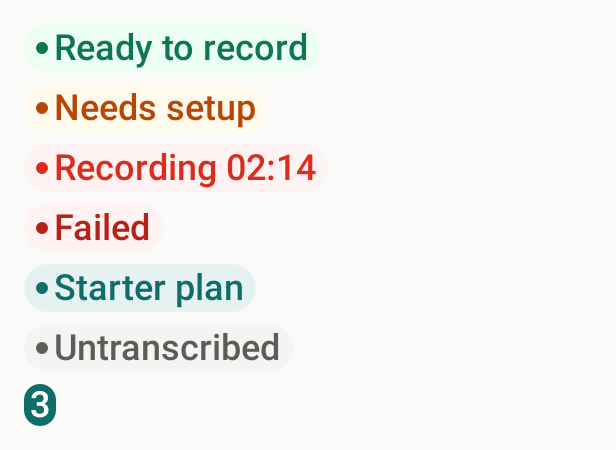 Ready to record
Needs setup
Recording 02:14
Failed
Starter plan
Untranscribed
3